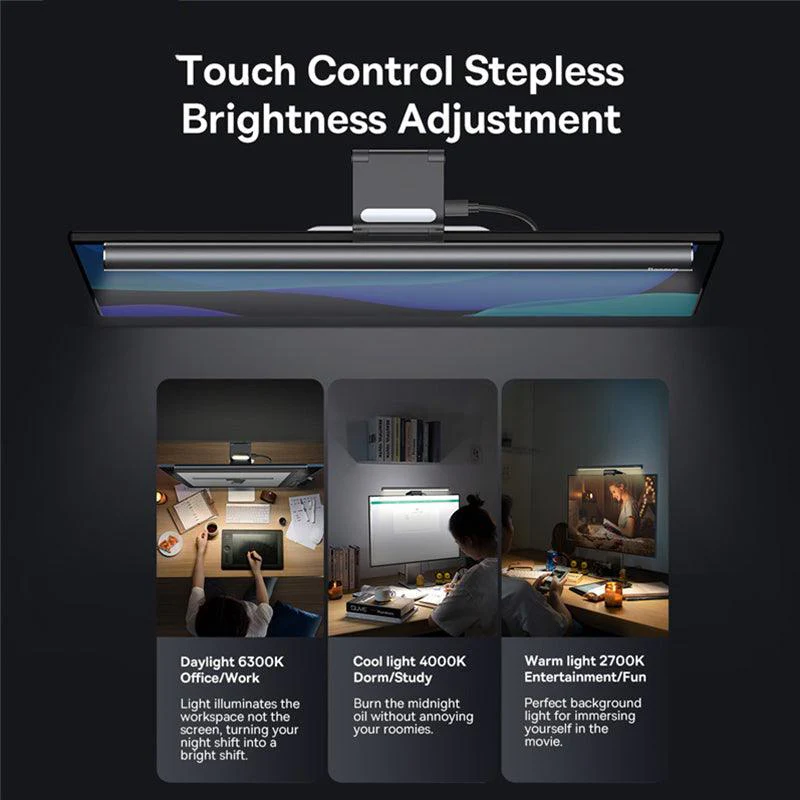 Touch Control Stepless
Brightness Adjustment
Daylight 6300K
Office/Work
Light illuminates the
workspace not the
screen, turning your
night shift into a
bright shift.
Cool light 4000K
Dorm/Study
Burn the midnight
oil without annoying
your roomies.
Warm light 2700K
Entertainment/Fun
Perfect background
light for immersing
yourself in the
movie.